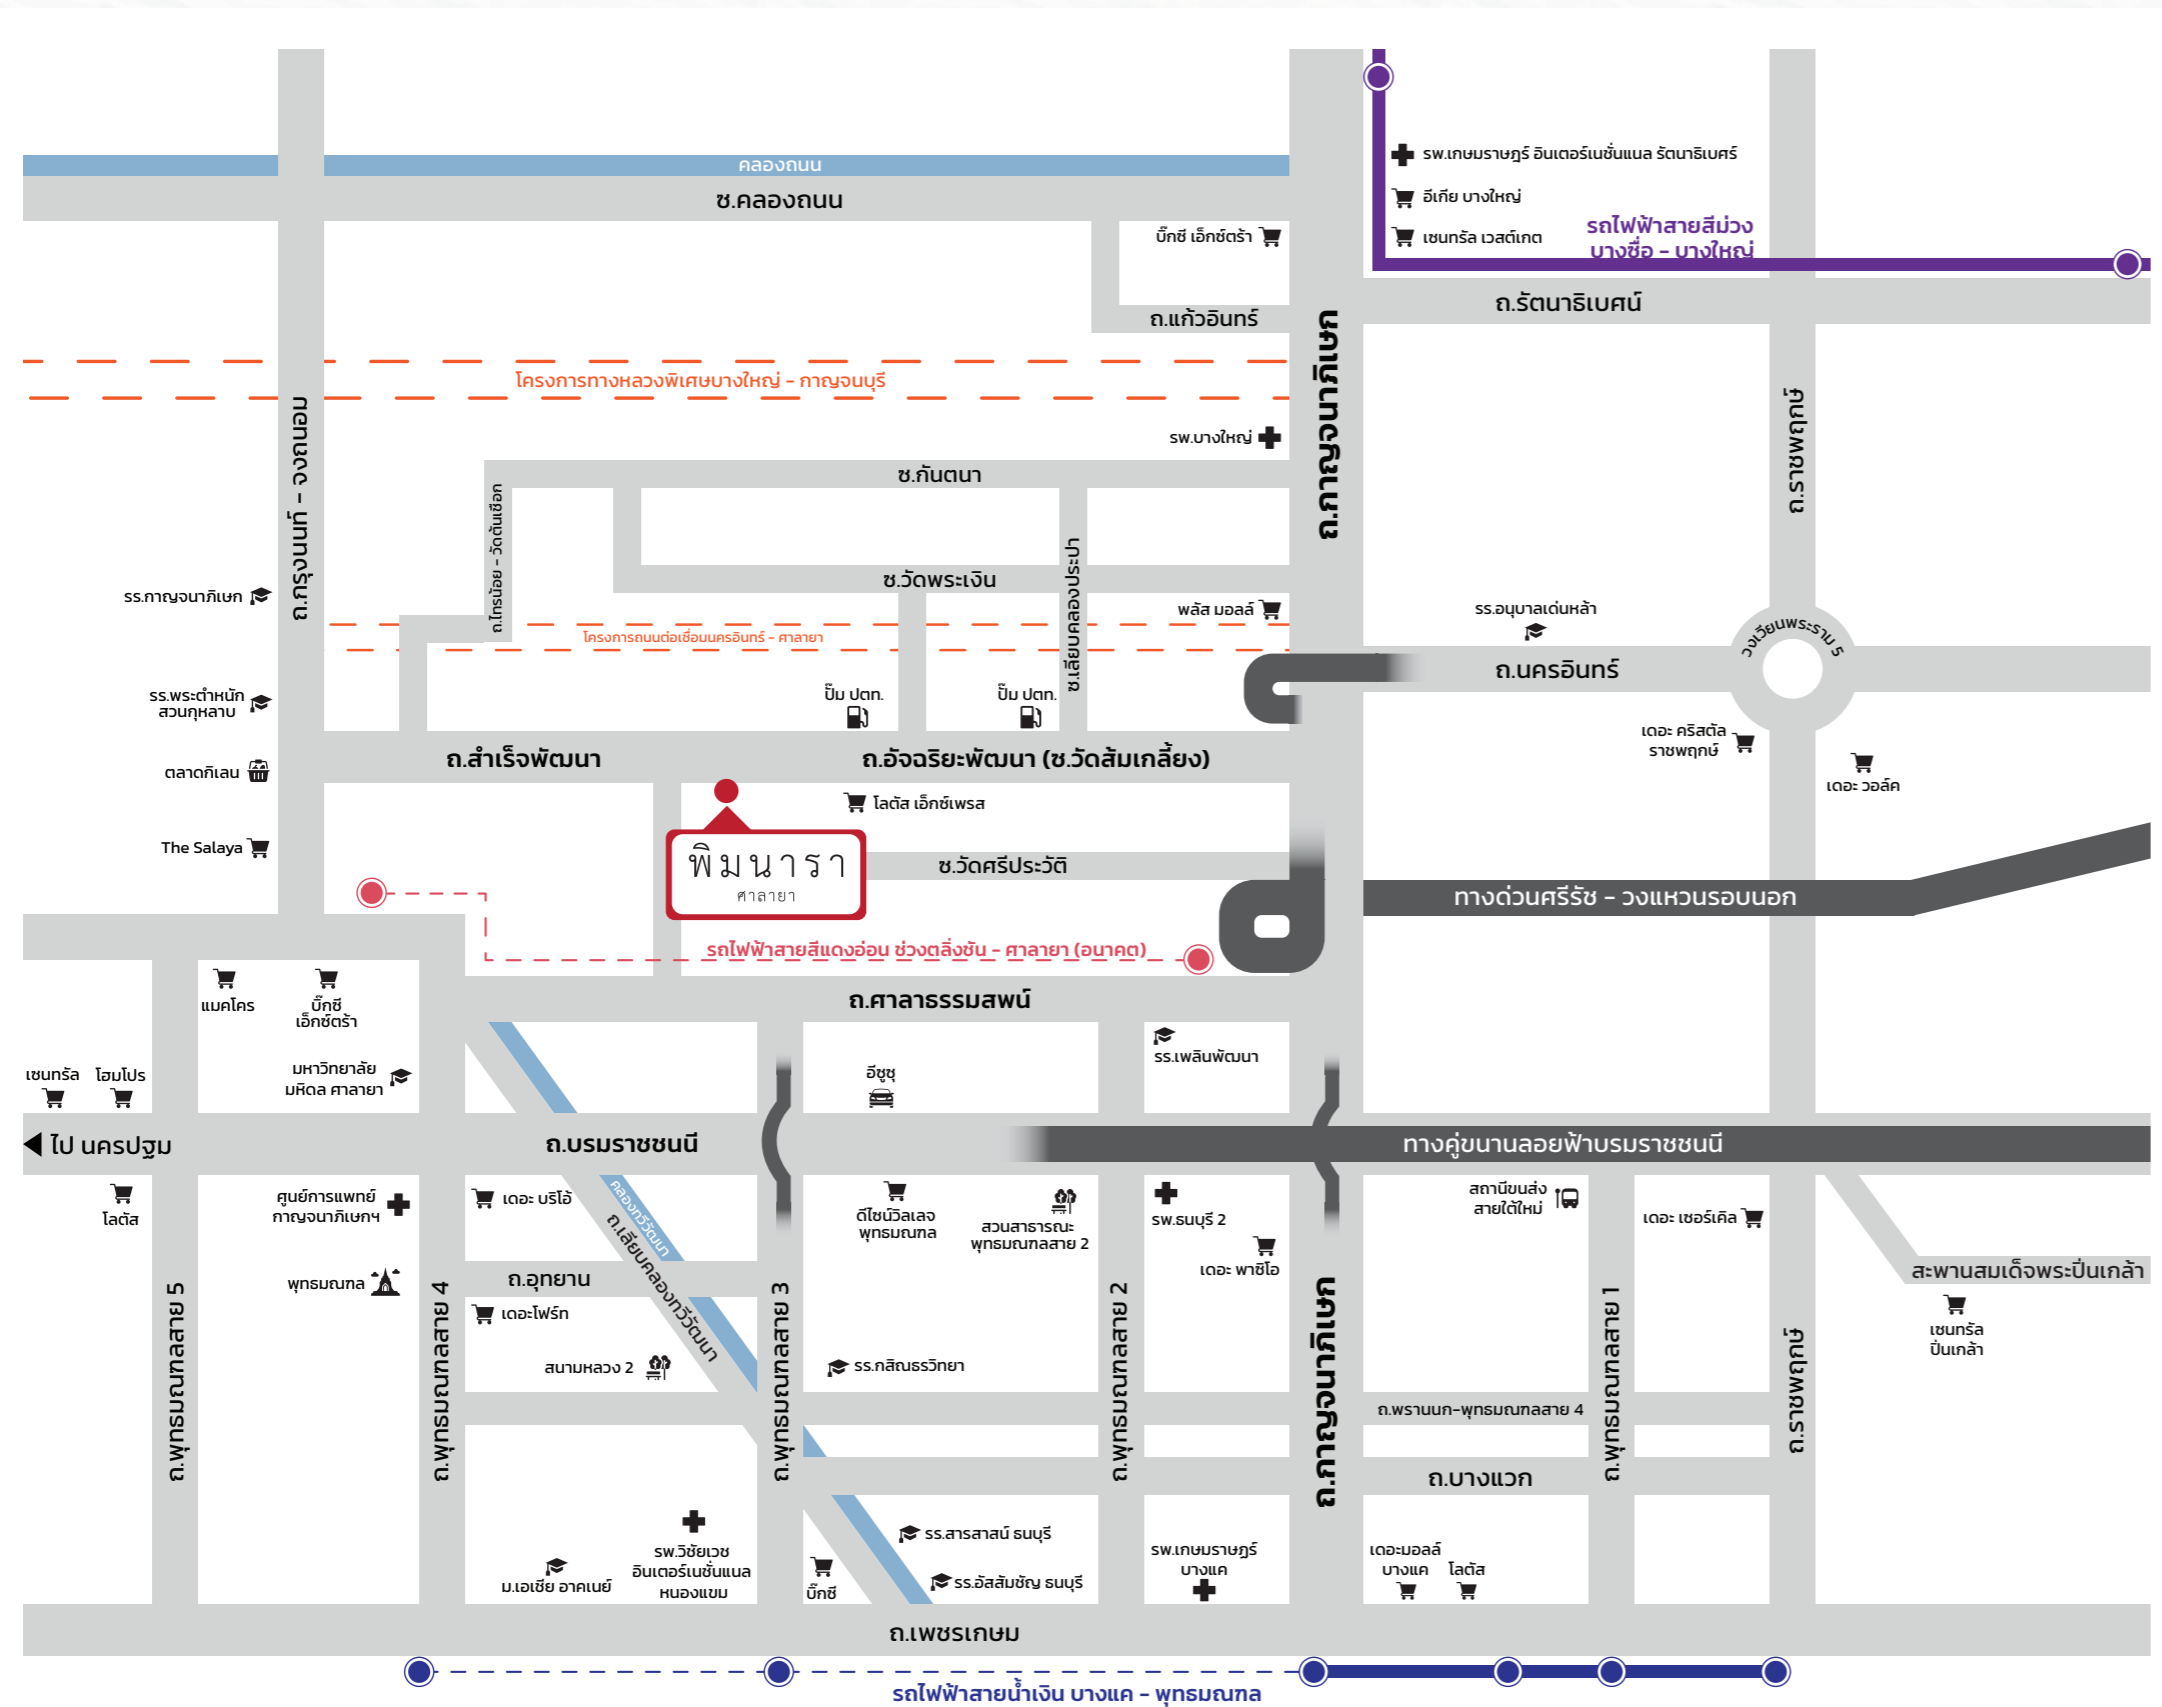 คลองถนน
ซ.คลองถนน
รพ.เกษมราษฎร์ อินเตอร์เนชั่นแนล รัตนาธิเบศร์
อีเกีย บางใหญ่
เซนทรัล เวสต์เกต
รถไฟฟ้าสายสีม่วง
บางซื่อ - บางใหญ่
บิ๊กซี เอ็กซ์ตร้า
ถ.แก้วอินทร์
ถ.รัตนาธิเบศน์
ถ.กาญจนาภิเษก
โครงการทางหลวงพิเศษบางใหญ่ - กาญจนบุรี
ถ.กรุงนนท์ - จงถนอม
ถ.ราชพฤกษ์
รพ.บางใหญ่
ซ.กันตนา
ถ.ไทรน้อย - วัดต้นเชือก
ซ.เลียบคลองประปา
ซ.วัดพระเงิน
รร.กาญจนาภิเษก
พลัส มอลล์
รร.อนุบาลเด่นหล้า
วงเวียนพระราม 5
โครงการถนนต่อเชื่อมนครอินทร์ - ศาลายา
ถ.นครอินทร์
รร.พระตำหนัก
สวนกุหลาบ
ปั๊ม ปตท.
ปั๊ม ปตท.
เดอะ คริสตัล
ราชพฤกษ์
ถ.สำเร็จพัฒนา
ถ.อัจฉริยะพัฒนา (ซ.วัดส้มเกลี้ยง)
ตลาดกิเลน
เดอะ วอล์ค
โลตัส เอ็กซ์เพรส
The Salaya
พิมนารา
ศาลายา
ซ.วัดศรีประวัติ
ทางด่วนศรีรัช - วงแหวนรอบนอก
รถไฟฟ้าสายสีแดงอ่อน ช่วงตลิ่งชัน - ศาลายา (อนาคต)
แมคโคร
บิ๊กซี
เอ็กซ์ตร้า
ถ.ศาลาธรรมสพน์
รร.เพลินพัฒนา
เซนทรัล
โฮมโปร
มหาวิทยาลัย
มหิดล ศาลายา
อีซูซุ
ไป นครปฐม
ถ.บรมราชชนนี
ทางคู่ขนานลอยฟ้าบรมราชชนนี
โลตัส
ศูนย์การแพทย์
กาญจนาภิเษกฯ
เดอะ บริโอ้
คลองทวีวัฒนา
ถ.เลียบคลองทวีวัฒนา
ดีไซน์วิลเลจ
พุทธมณฑล
สวนสาธารณะ
พุทธมณฑลสาย 2
รพ.ธนบุรี 2
เดอะ พาซิโอ
สถานีขนส่ง
สายใต้ใหม่
เดอะ เซอร์เคิล
สะพานสมเด็จพระปิ่นเกล้า
เซนทรัล
ปิ่นเกล้า
พุทธมณฑล
ถ.อุทยาน
เดอะโฟร์ท
สนามหลวง 2
รร.กสิณธรวิทยา
ถ.พุทธมณฑลสาย 5
ถ.พุทธมณฑลสาย 4
ถ.พุทธมณฑลสาย 3
ถ.พุทธมณฑลสาย 2
ถ.กาญจนาภิเษก
ถ.พุทธมณฑลสาย 1
ถ.ราชพฤกษ์
ถ.พรานนก-พุทธมณฑลสาย 4
ถ.บางแวก
รร.สารสาสน์ ธนบุรี
รร.อัสสัมชัญ ธนบุรี
รพ.วิชัยเวช
อินเตอร์เนชั่นแนล
หนองแขม
ม.เอเชีย อาคเนย์
บิ๊กซี
รพ.เกษมราษฎร์
บางแค
เดอะมอลล์
บางแค
โลตัส
ถ.เพชรเกษม
รถไฟฟ้าสายน้ำเงิน บางแค - พุทธมณฑล